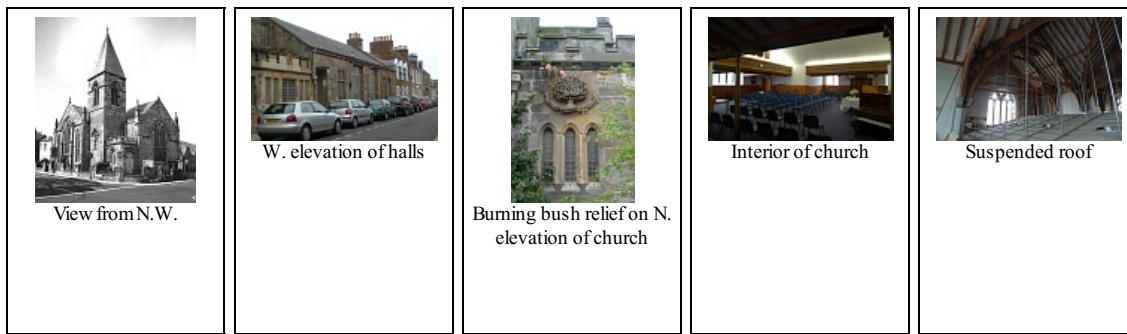 View from N.W.
W. elevation of halls
Burning bush relief on N.
elevation of church
Interior of church
Suspended roof